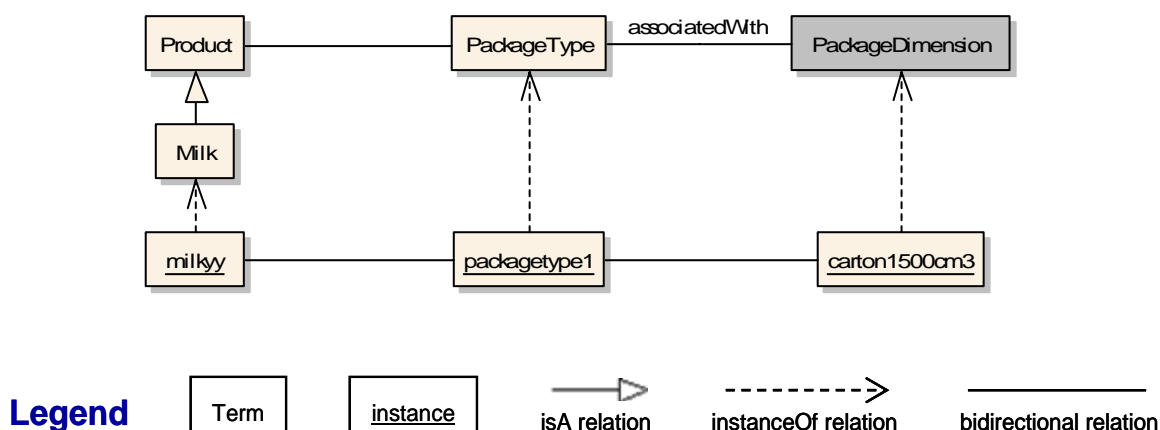 associatedWith
Product PackageType PackageDimension
Milk
milkyy packagetype1 carton1500cm3
Legend Term instance isA relation instanceOf relation bidirectional relation